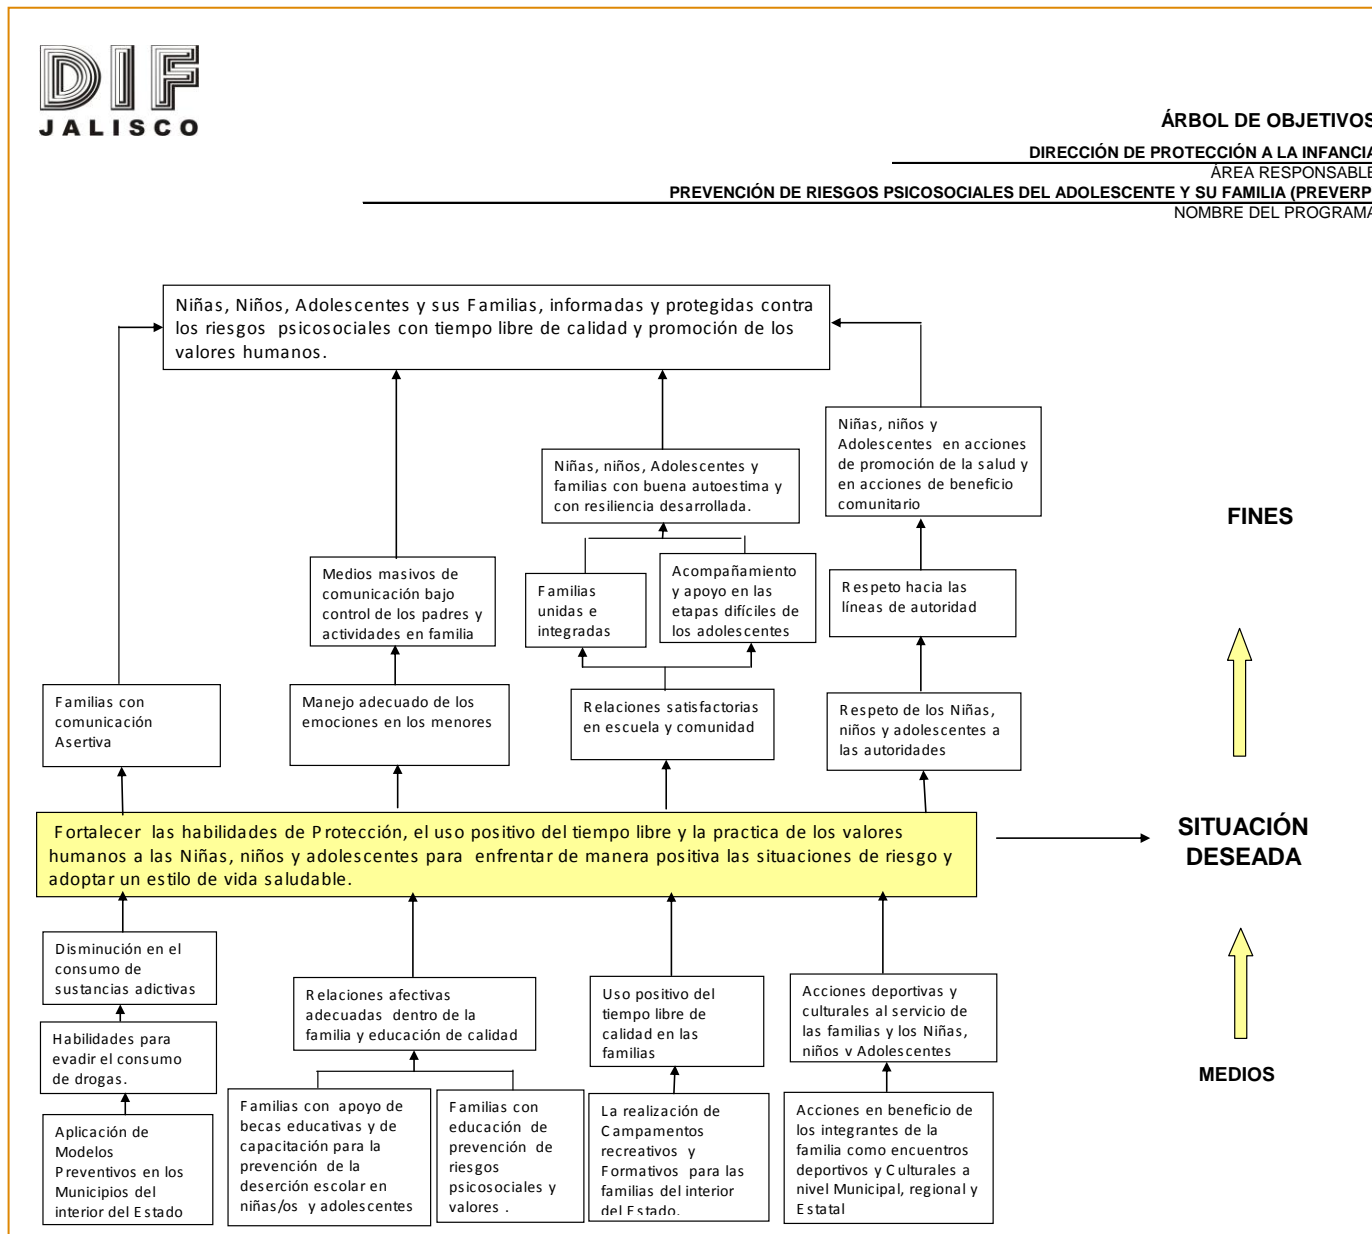 DIF
JALISCO
ÁRBOL DE OBJETIVOS
DIRECCIÓN DE PROTECCIÓN A LA INFANCIA
ÁREA RESPONSABLE
PREVENCIÓN DE RIESGOS PSICOSOCIALES DEL ADOLESCENTE Y SU FAMILIA (PREVERP
NOMBRE DEL PROGRAMA
Niñas, Niños, Adolescentes y sus Familias, informadas y protegidas contra
los riesgos psicosociales con tiempo libre de calidad y promoción de los
valores humanos.
Niñas, niños y
Adolescentes en acciones
de promoción de la salud y
en acciones de beneficio
comunitario
Niñas, niños, Adolescentes y
familias con buena autoestima y
con resiliencia desarrollada.
FINES
Medios masivos de
comunicación bajo
control de los padres y
actividades en familia
Familias
unidas e
integradas
Acompañamiento
y apoyo en las
etapas difíciles de
los adolescentes
Respeto hacia las
líneas de autoridad
Familias con
comunicación
Asertiva
Manejo adecuado de los
emociones en los menores
Relaciones satisfactorias
en escuela y comunidad
Respeto de los Niñas,
niños y adolescentes a
las autoridades
Fortalecer las habilidades de Protección, el uso positivo del tiempo libre y la practica de los valores
humanos a las Niñas, niños y adolescentes para enfrentar de manera positiva las situaciones de riesgo y
adoptar un estilo de vida saludable.
SITUACIÓN
DESEADA
Disminución en el
consumo de
sustancias adictivas
Relaciones afectivas
adecuadas dentro de la
familia y educación de calidad
Uso positivo del
tiempo libre de
calidad en las
familias
Acciones deportivas y
culturales al servicio de
las familias y los Niñas,
niños y Adolescentes
Habilidades para
evadir el consumo
de drogas.
MEDIOS
Aplicación de
Modelos
Preventivos en los
Municipios del
interior del Estado
Familias con apoyo de
becas educativas y de
capacitación para la
prevención de la
deserción escolar en
niñas/os y adolescentes
Familias con
educación de
prevención de
riesgos
psicosociales y
valores .
La realización de
Campamentos
recreativos y
Formativos para las
familias del interior
del Estado.
Acciones en beneficio de
los integrantes de la
familia como encuentros
deportivos y Culturales a
nivel Municipal, regional y
Estatal